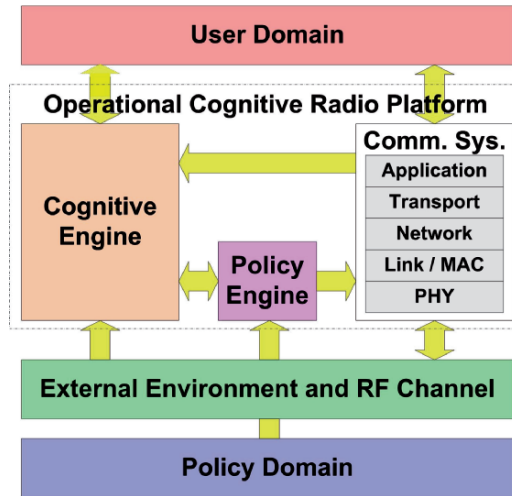 User Domain
Operational Cognitive Radio Platform
Cognitive
Engine
Policy
Engine
Comm. Sys.
Application
Transport
Network
Link / MAC
PHY
External Environment and RF Channel
Policy Domain